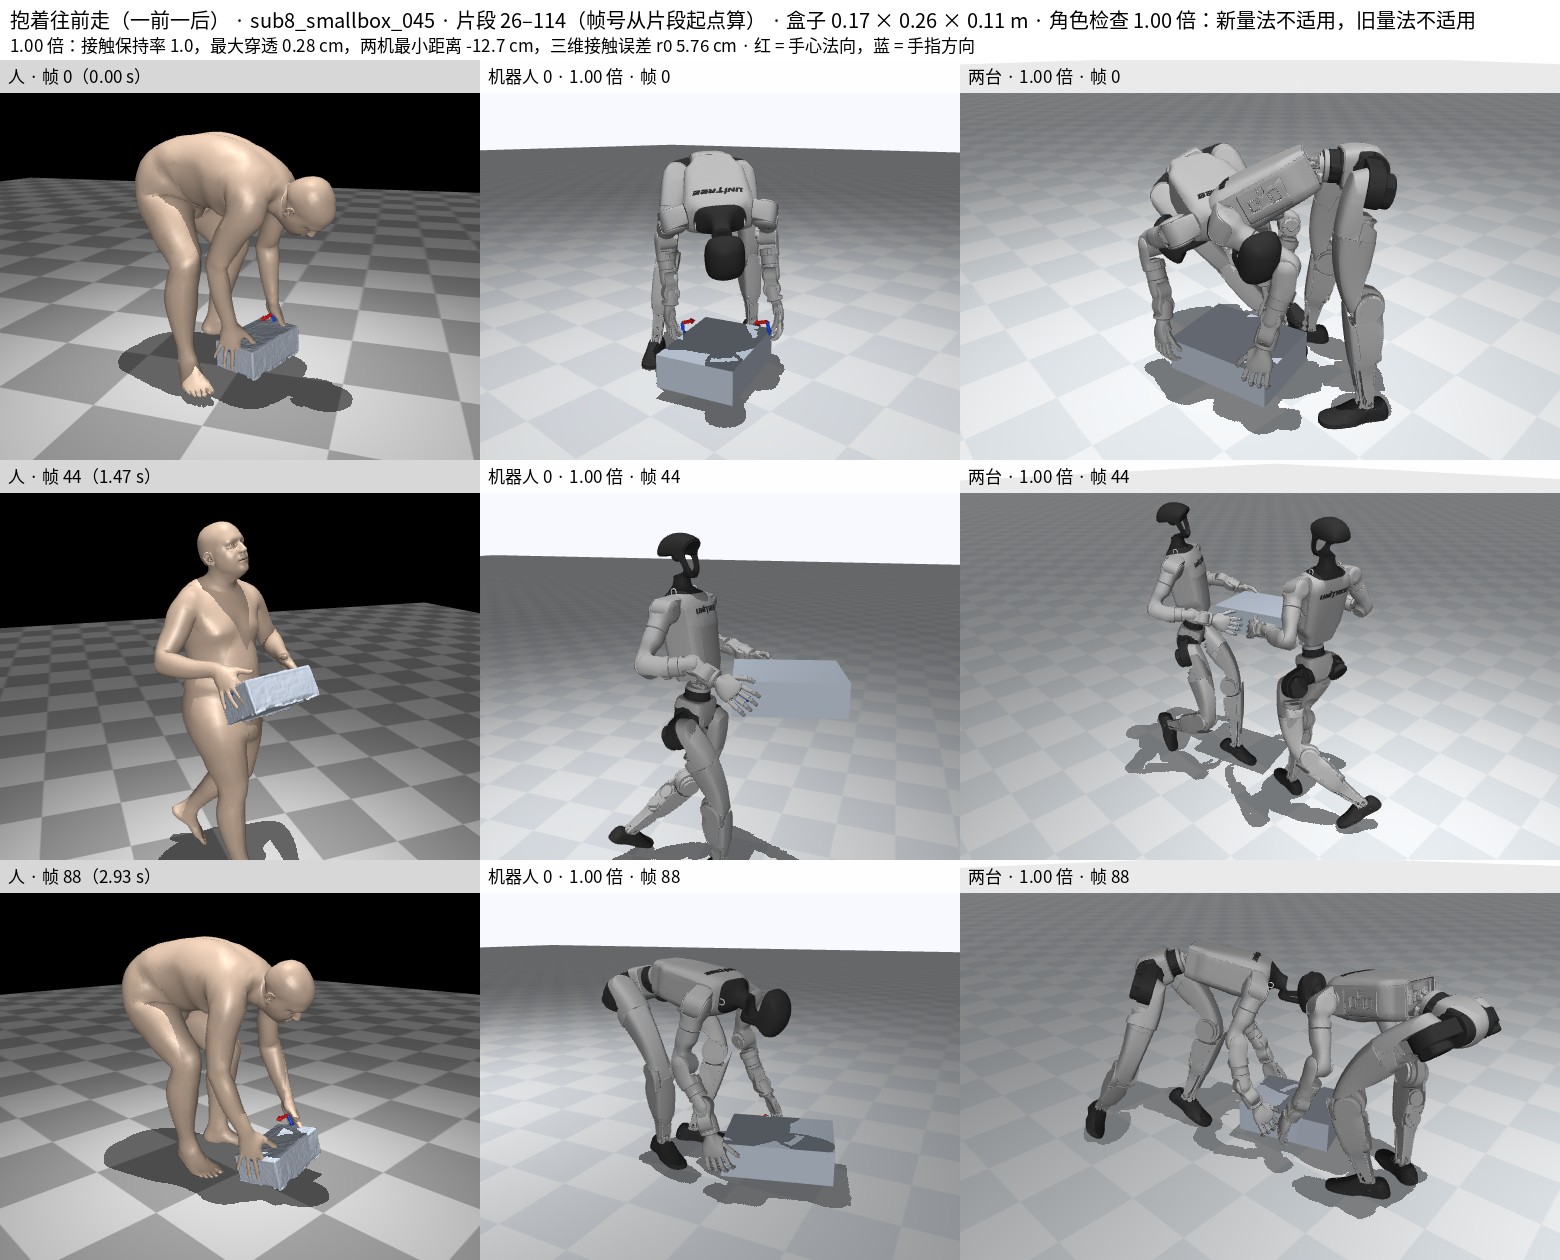 抱着往前走（一前一后） · sub8_smallbox_045 · 片段 26–114（帧号从片段起点算） · 盒子 0.17 × 0.26 × 0.11 m · 角色检查 1.00 倍：新量法不适用，旧量法不适用
1.00 倍：接触保持率 1.0，最大穿透 0.28 cm，两机最小距离 -12.7 cm，三维接触误差 r0 5.76 cm · 红 = 手心法向，蓝 = 手指方向
人 · 帧 0（0.00 s）
机器人 0 · 1.00 倍 · 帧 0
两台 · 1.00 倍 · 帧 0
UNITREE
人 · 帧 44（1.47 s）
机器人 0 · 1.00 倍 · 帧 44
两台 · 1.00 倍 · 帧 44
人 · 帧 88（2.93 s）
机器人 0 · 1.00 倍 · 帧 88
两台 · 1.00 倍 · 帧 88